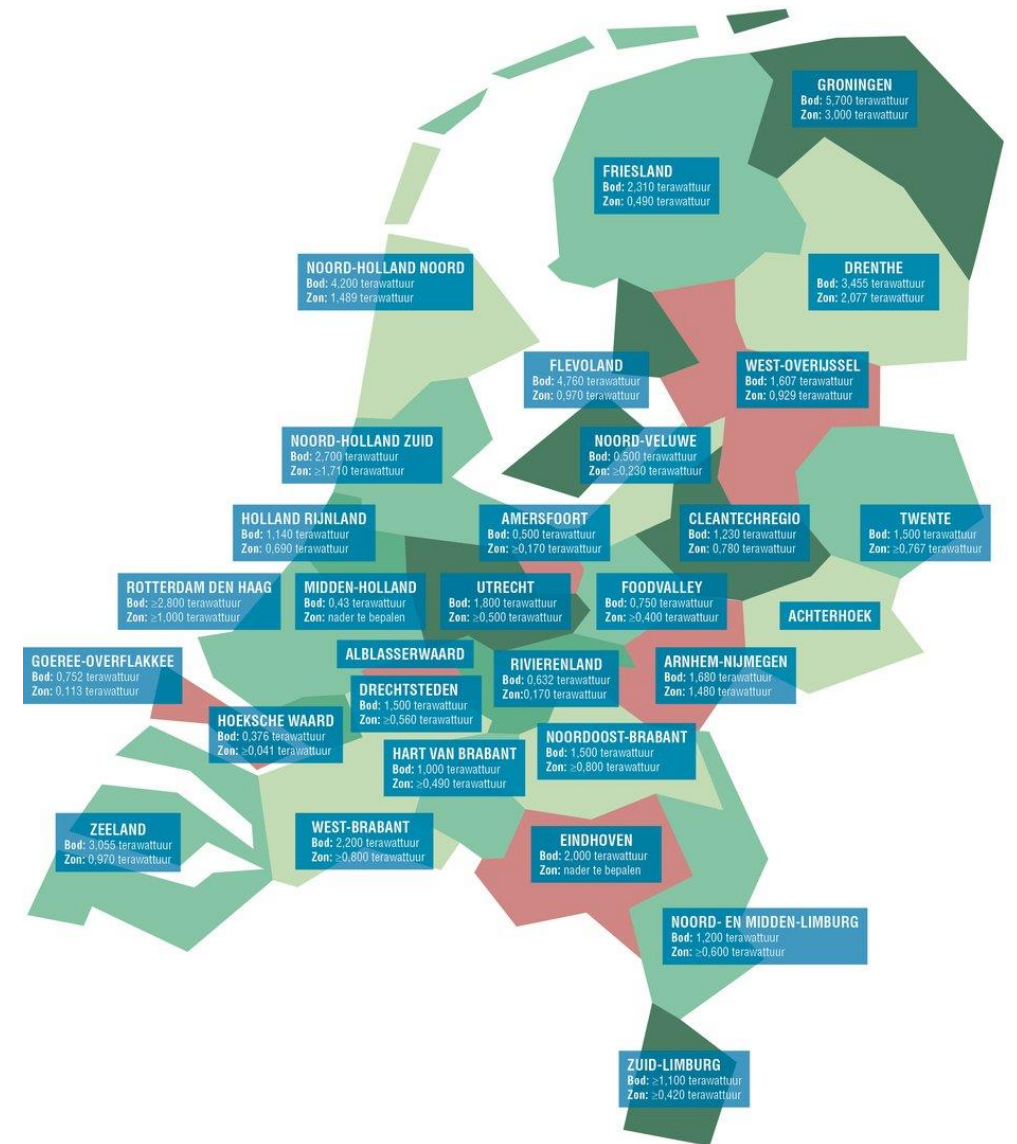 GRONINGEN
Bod: 5,700 terawattuur
Zon: 3,000 terawattuur
FRIESLAND
Bod: 2,310 terawattuur
Zon: 0,490 terawattuur
NOORD-HOLLAND NOORD
Bod: 4,200 terawattuur
Zon: 1,489 terawattuur
DRENTHE
Bod: 3,455 terawattuur
Zon: 2,077 terawattuur
FLEVOLAND
Bod: 4,760 terawattuur
Zon: 0,970 terawattuur
WEST-OVERIJSSEL
Bod: 1,607 terawattuur
Zon: 0,929 terawattuur
NOORD-HOLLAND ZUID
Bod: 2,700 terawattuur
Zon: ≥1,710 terawattuur
NOORD-VELUWE
Bod: 0,500 terawattuur
Zon: ≥0,230 terawattuur
HOLLAND RIJNLAND
Bod: 1,140 terawattuur
Zon: 0,690 terawattuur
AMERSFOORT
Bod: 0,500 terawattuur
Zon: ≥0,170 terawattuur
CLEANTECHREGIO
Bod: 1,230 terawattuur
Zon: 0,780 terawattuur
TWENTE
Bod: 1,500 terawattuur
Zon: ≥0,767 terawattuur
ROTTERDAM DEN HAAG
Bod: ≥2,800 terawattuur
Zon: ≥1,000 terawattuur
MIDDEN-HOLLAND
Bod: 0,43 terawattuur
Zon: nader te bepalen
UTRECHT
Bod: 1,800 terawattuur
Zon: ≥0,500 terawattuur
FOODVALLEY
Bod: 0,750 terawattuur
Zon: ≥0,400 terawattuur
ACHTERHOEK
GOEREE-OVERFLAKKEE
Bod: 0,752 terawattuur
Zon: 0,113 terawattuur
ALBLASSERWAARD
RIVIERENLAND
Bod: 0,632 terawattuur
Zon:0,170 terawattuur
ARNHEM-NIJMEGEN
Bod: 1,680 terawattuur
Zon: 1,480 terawattuur
DRECHTSTEDEN
Bod: 1,500 terawattuur
Zon: ≥0,560 terawattuur
HOEKSCHE WAARD
Bod: 0,376 terawattuur
Zon: ≥0,041 terawattuur
HART VAN BRABANT
Bod: 1,000 terawattuur
Zon: ≥0,490 terawattuur
NOORDOOST-BRABANT
Bod: 1,500 terawattuur
Zon: ≥0,800 terawattuur
ZEELAND
Bod: 3,055 terawattuur
Zon: 0,970 terawattuur
WEST-BRABANT
Bod: 2,200 terawattuur
Zon: ≥0,800 terawattuur
EINDHOVEN
Bod: 2,000 terawattuur
Zon: nader te bepalen
NOORD- EN MIDDEN-LIMBURG
Bod: 1,200 terawattuur
Zon: ≥0,600 terawattuur
ZUID-LIMBURG
Bod: ≥1,100 terawattuur
Zon: ≥0,420 terawattuur